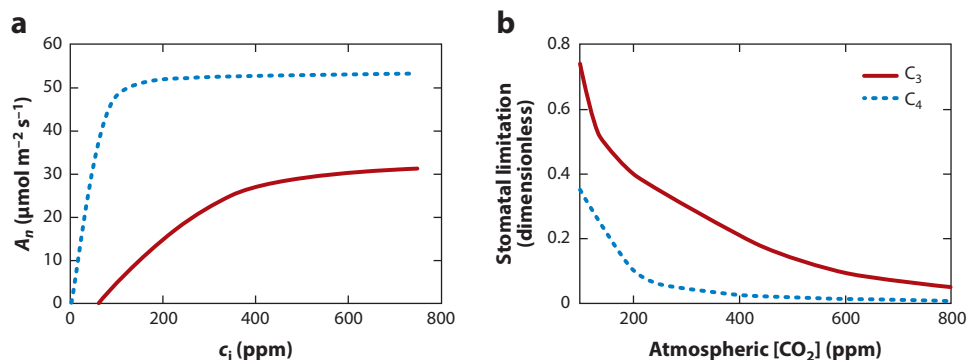 a
60
50
40
30
20
10
0
0 200 400 600 800
Aₙ (μmol m⁻² s⁻¹)
cᵢ (ppm)
b
0.8
0.6
0.4
0.2
0
200 400 600 800
Stomatal limitation
(dimensionless)
Atmospheric [CO₂] (ppm)
C₃
C₄